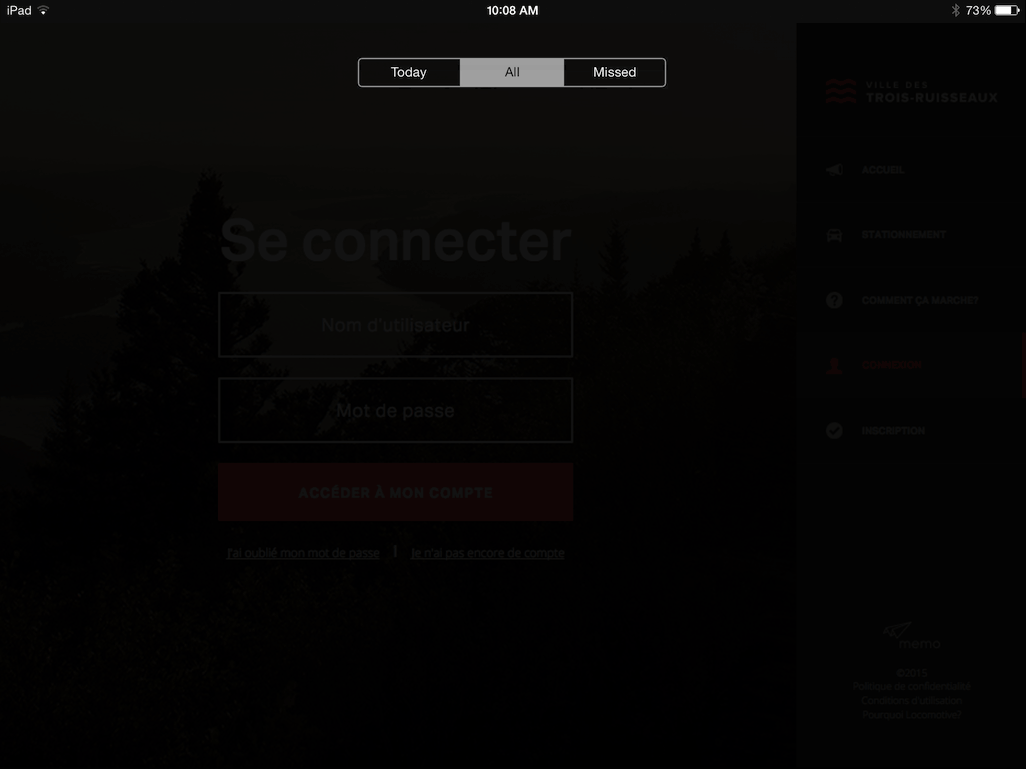 iPad 10:08 AM 73%
Today All Missed
VILLE DES
TROIS-RUISSEAUX
ACCUEIL
STATIONNEMENT
COMMENT ÇA MARCHE?
CONNEXION
INSCRIPTION
Se connecter
Nom d'utilisateur
Mot de passe
ACCÉDER À MON COMPTE
J'ai oublié mon mot de passe | Je n'ai pas encore de compte
memo
©2015
Politique de confidentialité
Conditions d'utilisation
Pourquoi Locomotive?